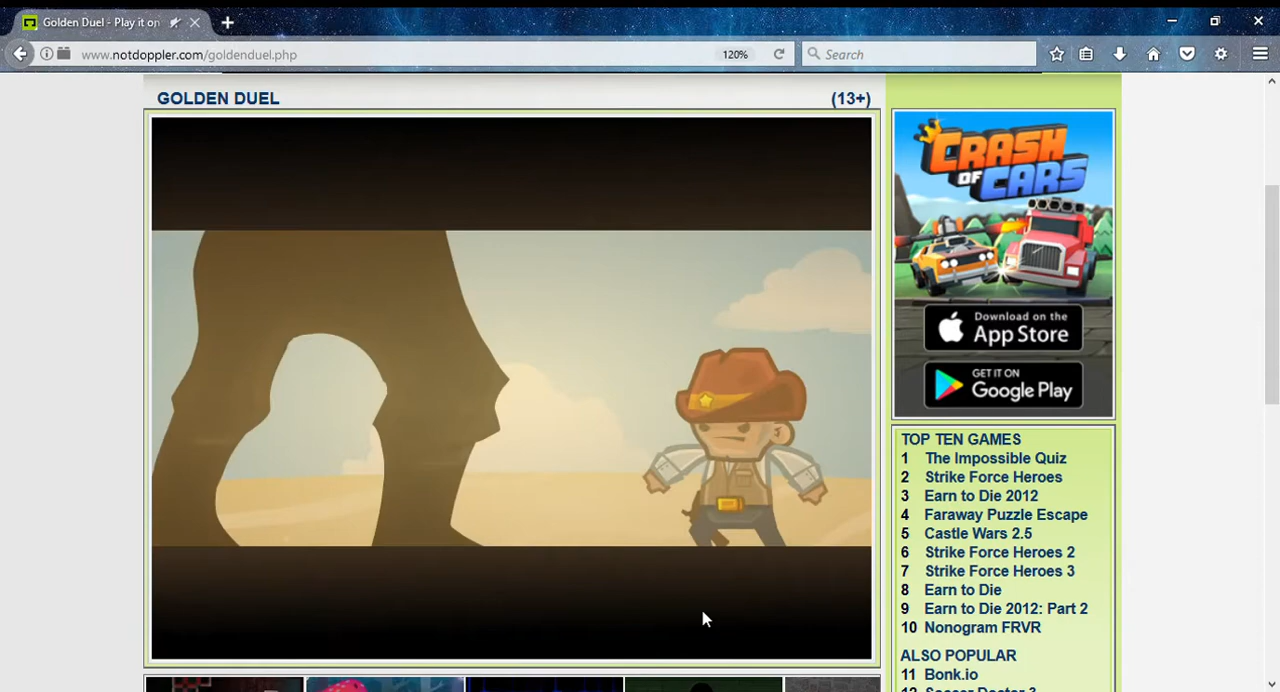 Golden Duel - Play it on
www.notdoppler.com/goldenduel.php
120%
Search
GOLDEN DUEL
(13+)
CRASH
OF
CARS
Download on the
App Store
GET IT ON
Google Play
TOP TEN GAMES
1 The Impossible Quiz
2 Strike Force Heroes
3 Earn to Die 2012
4 Faraway Puzzle Escape
5 Castle Wars 2.5
6 Strike Force Heroes 2
7 Strike Force Heroes 3
8 Earn to Die
9 Earn to Die 2012: Part 2
10 Nonogram FRVR
ALSO POPULAR
11 Bonk.io